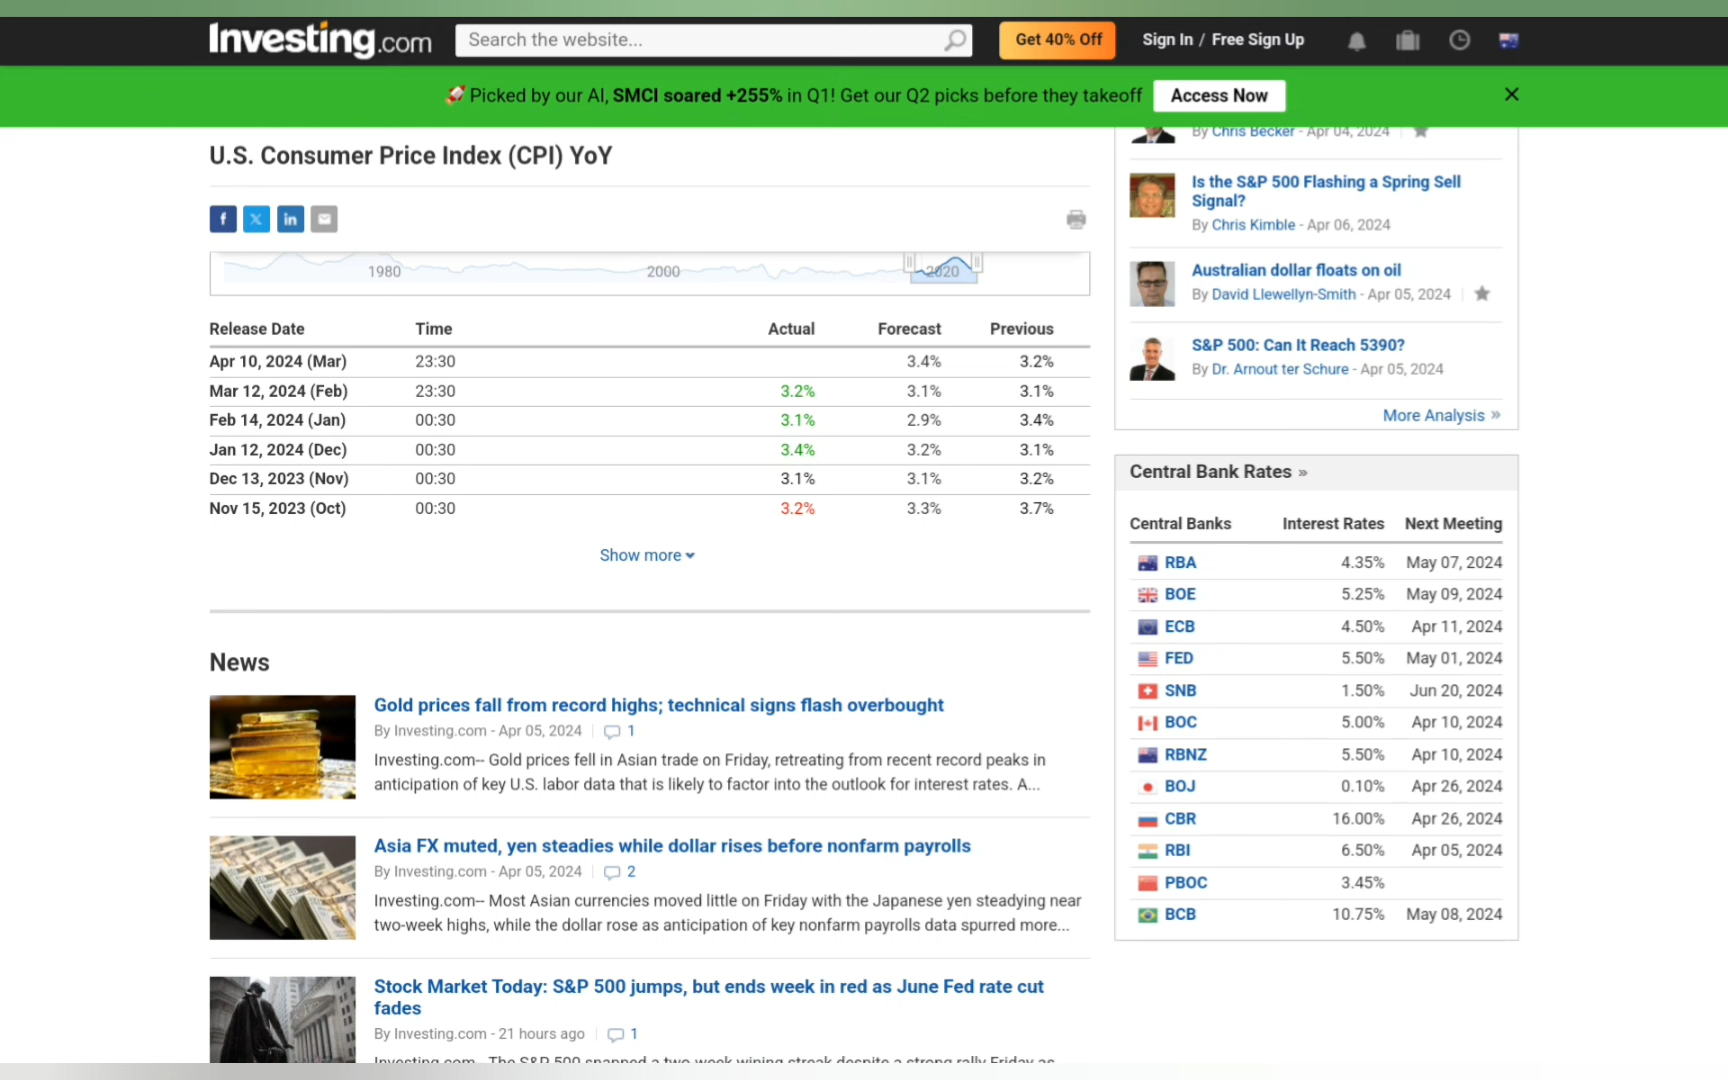 Investing.com
Search the website...
Get 40% Off
Sign In / Free Sign Up
Picked by our AI, SMCI soared +255% in Q1! Get our Q2 picks before they takeoff
Access Now
U.S. Consumer Price Index (CPI) YoY
1980 2000 2020
Release Date Time Actual Forecast Previous
Apr 10, 2024 (Mar) 23:30 3.4% 3.2%
Mar 12, 2024 (Feb) 23:30 3.2% 3.1% 3.1%
Feb 14, 2024 (Jan) 00:30 3.1% 2.9% 3.4%
Jan 12, 2024 (Dec) 00:30 3.4% 3.2% 3.1%
Dec 13, 2023 (Nov) 00:30 3.1% 3.1% 3.2%
Nov 15, 2023 (Oct) 00:30 3.2% 3.3% 3.7%
Show more
News
Gold prices fall from record highs; technical signs flash overbought
By Investing.com - Apr 05, 2024 | 1
Investing.com-- Gold prices fell in Asian trade on Friday, retreating from recent record peaks in
anticipation of key U.S. labor data that is likely to factor into the outlook for interest rates. A...
Asia FX muted, yen steadies while dollar rises before nonfarm payrolls
By Investing.com - Apr 05, 2024 | 2
Investing.com-- Most Asian currencies moved little on Friday with the Japanese yen steadying near
two-week highs, while the dollar rose as anticipation of key nonfarm payrolls data spurred more...
Stock Market Today: S&P 500 jumps, but ends week in red as June Fed rate cut
fades
By Investing.com - 21 hours ago | 1
Investing.com-- The S&P 500 snapped a two-week wining streak despite a strong rally Friday as
By Chris Becker - Apr 04, 2024
Is the S&P 500 Flashing a Spring Sell
Signal?
By Chris Kimble - Apr 06, 2024
Australian dollar floats on oil
By David Llewellyn-Smith - Apr 05, 2024
S&P 500: Can It Reach 5390?
By Dr. Arnout ter Schure - Apr 05, 2024
More Analysis »
Central Bank Rates »
Central Banks Interest Rates Next Meeting
RBA 4.35% May 07, 2024
BOE 5.25% May 09, 2024
ECB 4.50% Apr 11, 2024
FED 5.50% May 01, 2024
SNB 1.50% Jun 20, 2024
BOC 5.00% Apr 10, 2024
RBNZ 5.50% Apr 10, 2024
BOJ 0.10% Apr 26, 2024
CBR 16.00% Apr 26, 2024
RBI 6.50% Apr 05, 2024
PBOC 3.45%
BCB 10.75% May 08, 2024